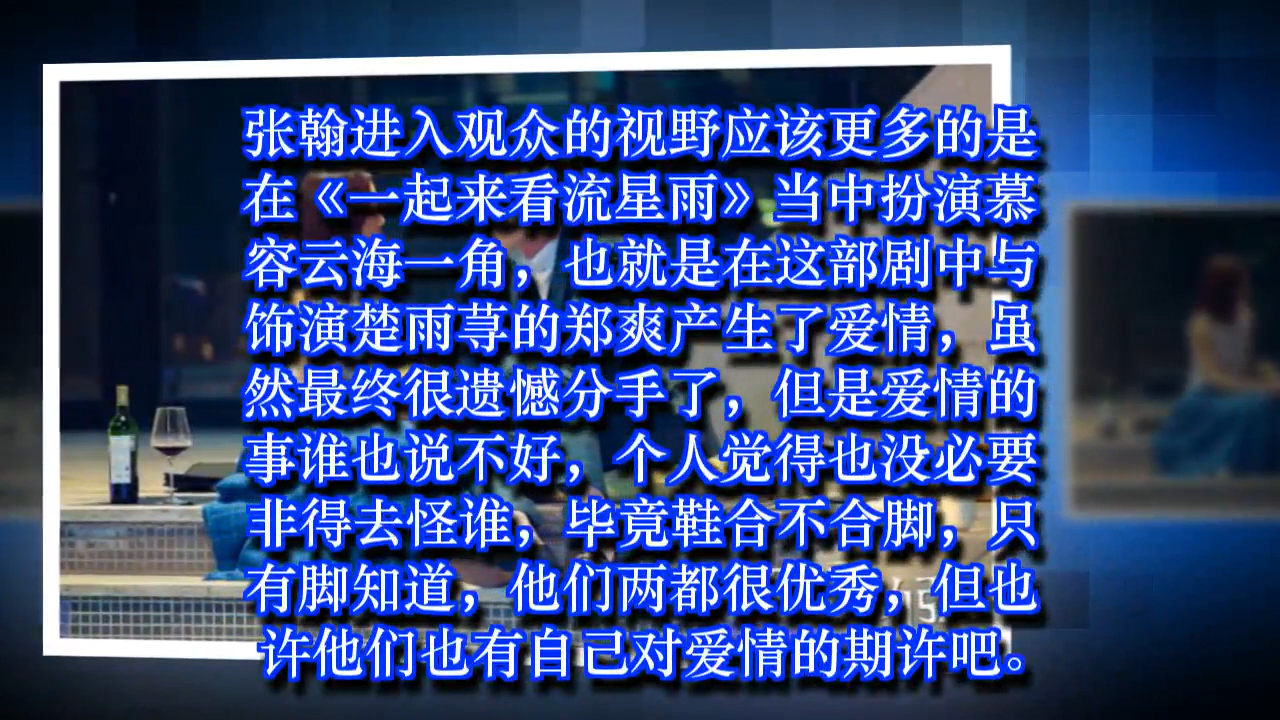 张翰进入观众的视野应该更多的是
在《一起来看流星雨》当中扮演慕
容云海一角，也就是在这部剧中与
饰演楚雨荨的郑爽产生了爱情，虽
然最终很遗憾分手了，但是爱情的
事谁也说不好，个人觉得也没必要
非得去怪谁，毕竟鞋合不合脚，只
有脚知道，他们两都很优秀，但也
许他们也有自己对爱情的期许吧。